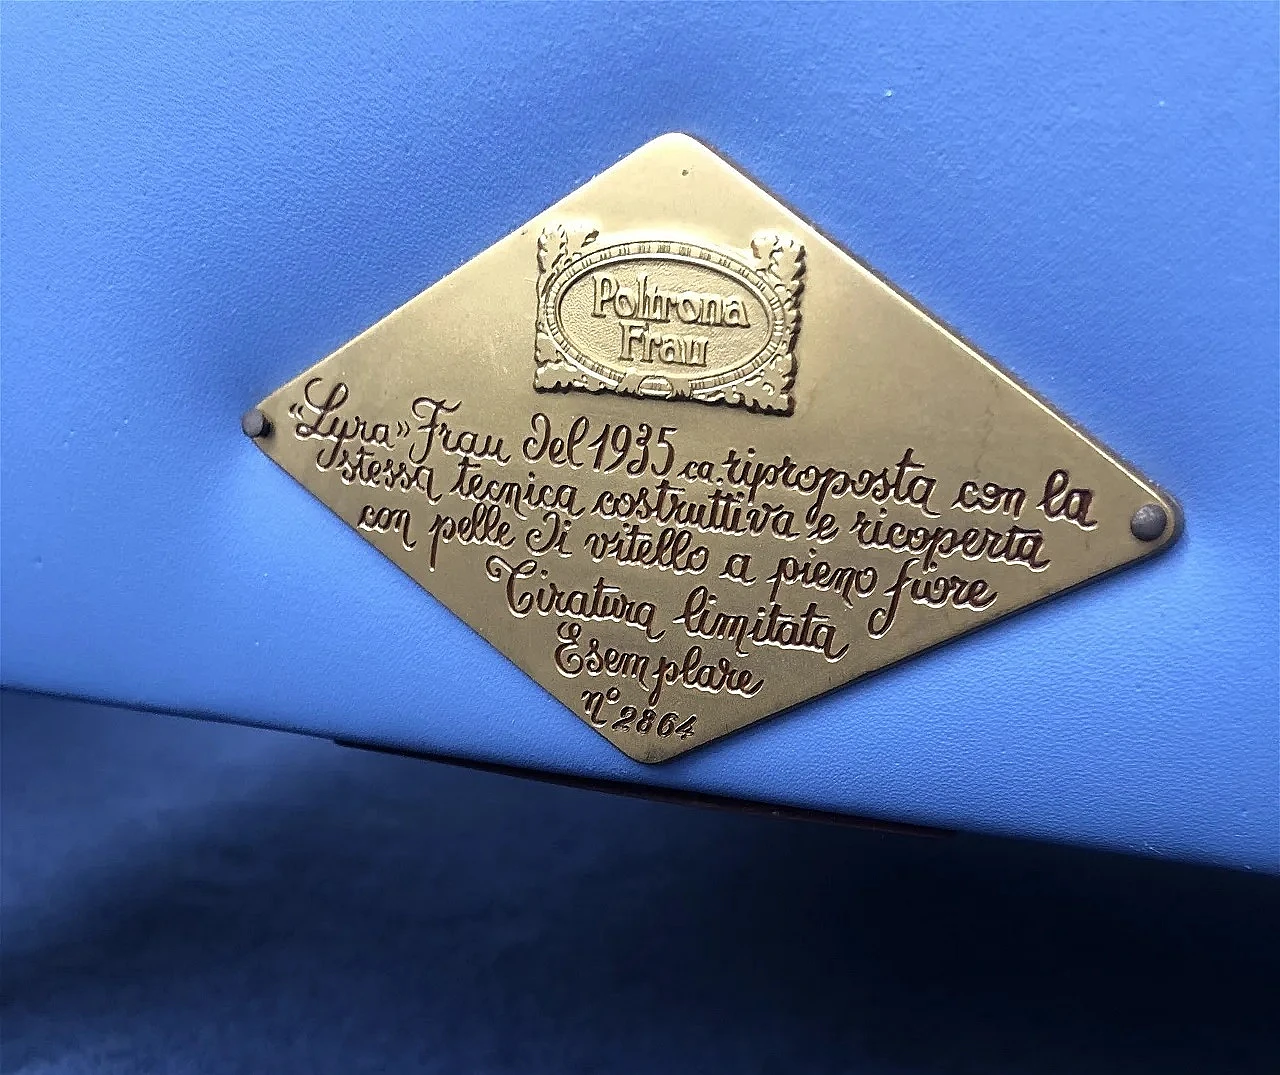 Poltrona
Frau
"Lyra» Frau del 1935 ca. riproposta con la
stessa tecnica costruttiva e ricoperta
con pelle di vitello a pieno fiore
Tiratura limitata
Esemplare
n° 2864